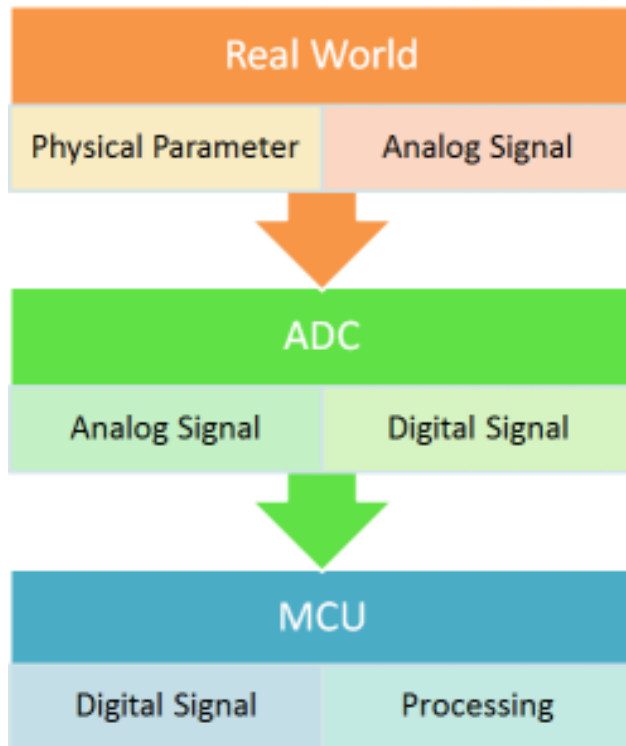 Real World
Physical Parameter Analog Signal
ADC
Analog Signal Digital Signal
MCU
Digital Signal Processing